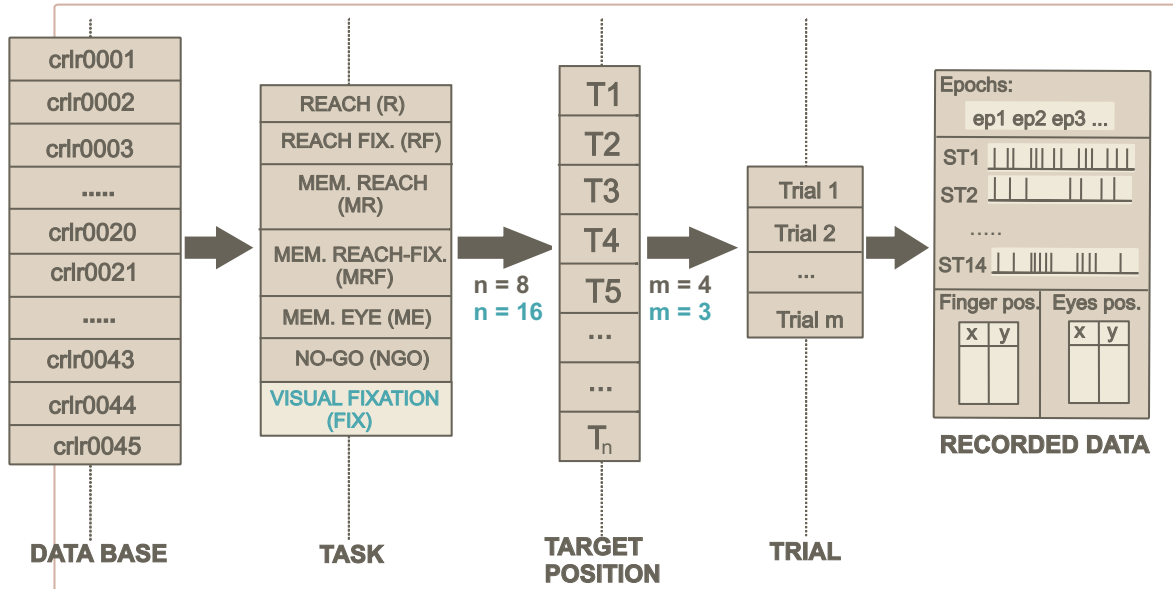 crlr0001
crlr0002
crlr0003
.....
crlr0020
crlr0021
.....
crlr0043
crlr0044
crlr0045
DATA BASE
REACH (R)
REACH FIX. (RF)
MEM. REACH
(MR)
MEM. REACH-FIX.
(MRF)
MEM. EYE (ME)
NO-GO (NGO)
VISUAL FIXATION
(FIX)
TASK
n = 8
n = 16
T1
T2
T3
T4
T5
...
...
Tn
TARGET
POSITION
m = 4
m = 3
Trial 1
Trial 2
...
Trial m
TRIAL
Epochs:
ep1 ep2 ep3 ...
ST1
ST2
.....
ST14
Finger pos. Eyes pos.
x y x y
RECORDED DATA